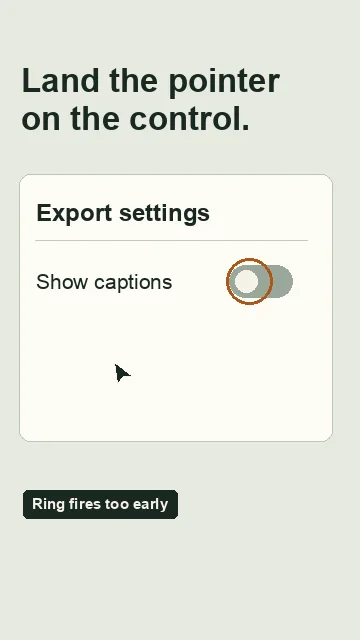 Land the pointer
on the control.
Export settings
Show captions
Ring fires too early